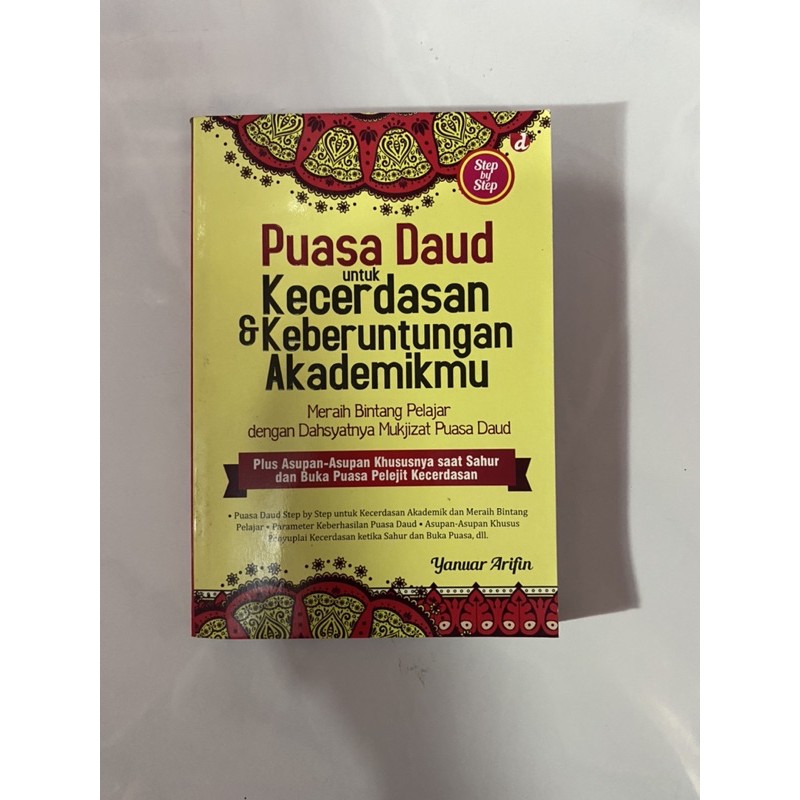 d
Step
by
Step
Puasa Daud
untuk
Kecerdasan
& Keberuntungan
Akademikmu
Meraih Bintang Pelajar
dengan Dahsyatnya Mukjizat Puasa Daud
Plus Asupan-Asupan Khususnya saat Sahur
dan Buka Puasa Pelejit Kecerdasan
• Puasa Daud Step by Step untuk Kecerdasan Akademik dan Meraih Bintang
Pelajar • Parameter Keberhasilan Puasa Daud • Asupan-Asupan Khusus
Penyuplai Kecerdasan ketika Sahur dan Buka Puasa, dll.
Yanuar Arifin